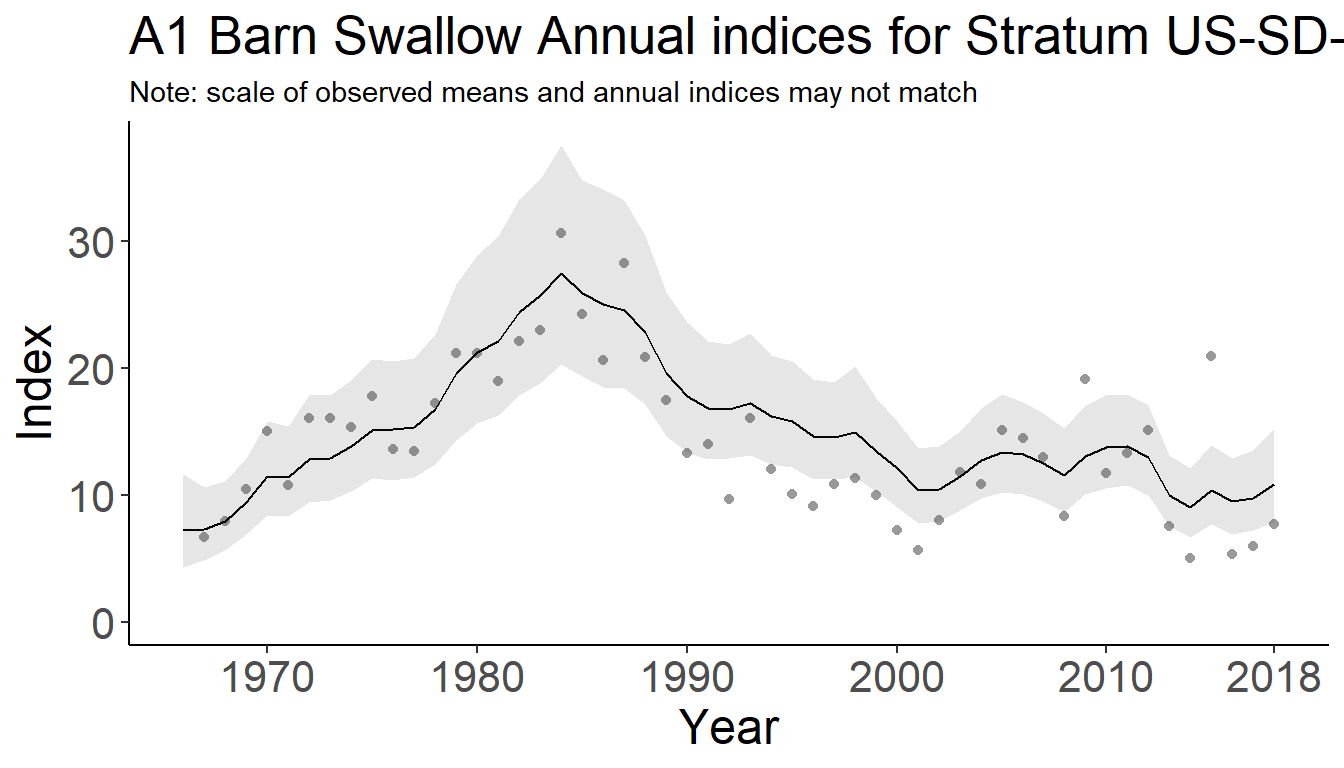 A1 Barn Swallow Annual indices for Stratum US-SD-
Note: scale of observed means and annual indices may not match
Index
30
20
10
0
1970 1980 1990 2000 2010 2018
Year